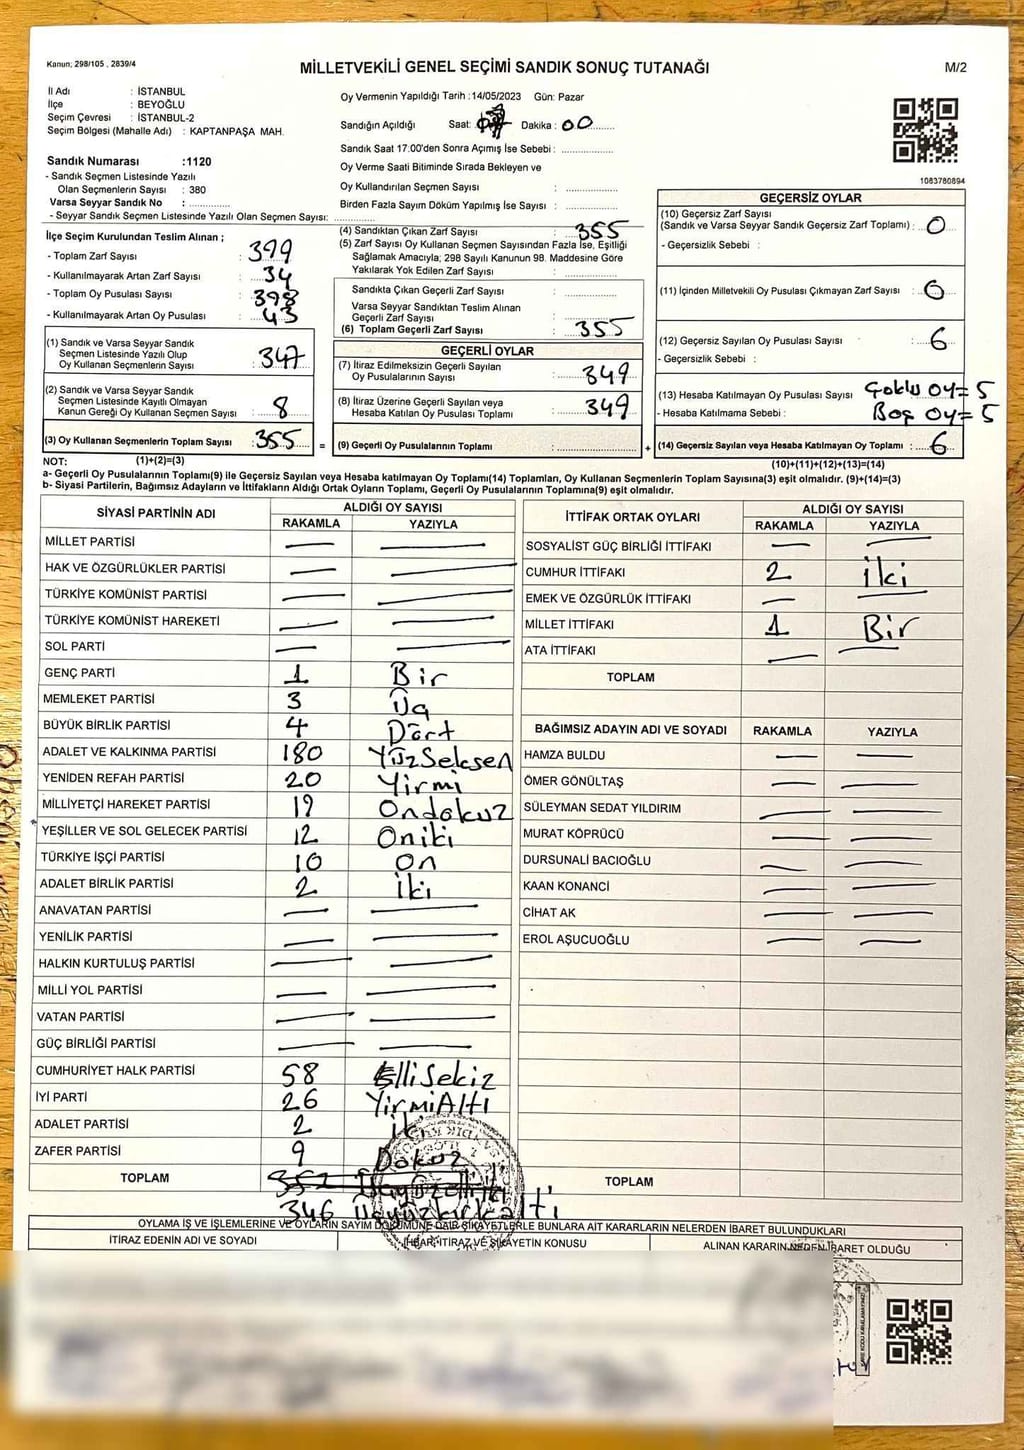 Kanun; 298/105 , 2839/4
MİLLETVEKİLİ GENEL SEÇİMİ SANDIK SONUÇ TUTANAĞI
M/2
İl Adı : İSTANBUL
İlçe : BEYOĞLU
Seçim Çevresi : İSTANBUL-2
Seçim Bölgesi (Mahalle Adı) : KAPTANPAŞA MAH.
Sandık Numarası :1120
- Sandık Seçmen Listesinde Yazılı
Olan Seçmenlerin Sayısı : 380
Varsa Seyyar Sandık No :
- Seyyar Sandık Seçmen Listesinde Yazılı Olan Seçmen Sayısı:
Oy Vermenin Yapıldığı Tarih :14/05/2023 Gün: Pazar
Sandığın Açıldığı Saat: Dakika : 00
Sandık Saat 17.00'den Sonra Açımış İse Sebebi :
Oy Verme Saati Bitiminde Sırada Bekleyen ve
Oy Kullandırılan Seçmen Sayısı :
Birden Fazla Sayım Döküm Yapılmış İse Sayısı :
1083780894
İlçe Seçim Kurulundan Teslim Alınan ;
- Toplam Zarf Sayısı : 399
- Kullanılmayarak Artan Zarf Sayısı : 34
- Toplam Oy Pusulası Sayısı : 398
- Kullanılmayarak Artan Oy Pusulası : 43
(1) Sandık ve Varsa Seyyar Sandık
Seçmen Listesinde Yazılı Olup
Oy Kullanan Seçmenlerin Sayısı : 347
(2) Sandık ve Varsa Seyyar Sandık
Seçmen Listesinde Kayıtlı Olmayan
Kanun Gereği Oy Kullanan Seçmen Sayısı : 8
(3) Oy Kullanan Seçmenlerin Toplam Sayısı : 355 =
(4) Sandıktan Çıkan Zarf Sayısı : 355
(5) Zarf Sayısı Oy Kullanan Seçmen Sayısından Fazla İse, Eşitliği
Sağlamak Amacıyla; 298 Sayılı Kanunun 98. Maddesine Göre
Yakılarak Yok Edilen Zarf Sayısı :
Sandıkta Çıkan Geçerli Zarf Sayısı :
Varsa Seyyar Sandıktan Teslim Alınan
Geçerli Zarf Sayısı :
(6) Toplam Geçerli Zarf Sayısı : 355
GEÇERLİ OYLAR
(7) İtiraz Edilmeksizin Geçerli Sayılan
Oy Pusulalarının Sayısı : 349
(8) İtiraz Üzerine Geçerli Sayılan veya
Hesaba Katılan Oy Pusulası Toplamı : 349
(9) Geçerli Oy Pusulalarının Toplamı : +
GEÇERSİZ OYLAR
(10) Geçersiz Zarf Sayısı
(Sandık ve Varsa Seyyar Sandık Geçersiz Zarf Toplamı) : 0
- Geçersizlik Sebebi :
(11) İçinden Milletvekili Oy Pusulası Çıkmayan Zarf Sayısı : 0
(12) Geçersiz Sayılan Oy Pusulası Sayısı : 6
- Geçersizlik Sebebi :
(13) Hesaba Katılmayan Oy Pusulası Sayısı Çoklu oy= 5
- Hesaba Katılmama Sebebi : Boş oy= 5
(14) Geçersiz Sayılan veya Hesaba Katılmayan Oy Toplamı : 6
NOT: (1)+(2)=(3)
(10)+(11)+(12)+(13)=(14)
a- Geçerli Oy Pusulalarının Toplamı(9) ile Geçersiz Sayılan veya Hesaba katılmayan Oy Toplamı(14) Toplamları, Oy Kullanan Seçmenlerin Toplam Sayısına(3) eşit olmalıdır. (9)+(14)=(3)
b- Siyasi Partilerin, Bağımsız Adayların ve İttifakların Aldığı Ortak Oyların Toplamı, Geçerli Oy Pusulalarının Toplamına(9) eşit olmalıdır.
SİYASİ PARTİNİN ADI
ALDIĞI OY SAYISI
RAKAMLA YAZIYLA
MİLLET PARTİSİ
HAK VE ÖZGÜRLÜKLER PARTİSİ
TÜRKİYE KOMÜNİST PARTİSİ
TÜRKİYE KOMÜNİST HAREKETİ
SOL PARTİ
GENÇ PARTİ 1 Bir
MEMLEKET PARTİSİ 3 Üç
BÜYÜK BİRLİK PARTİSİ 4 Dört
ADALET VE KALKINMA PARTİSİ 180 YüzSeksen
YENİDEN REFAH PARTİSİ 20 Yirmi
MİLLİYETÇİ HAREKET PARTİSİ 19 Ondokuz
YEŞİLLER VE SOL GELECEK PARTİSİ 12 Oniki
TÜRKİYE İŞÇİ PARTİSİ 10 On
ADALET BİRLİK PARTİSİ 2 İki
ANAVATAN PARTİSİ
YENİLİK PARTİSİ
HALKIN KURTULUŞ PARTİSİ
MİLLİ YOL PARTİSİ
VATAN PARTİSİ
GÜÇ BİRLİĞİ PARTİSİ
CUMHURİYET HALK PARTİSİ 58 ElliSekiz
İYİ PARTİ 26 YirmiAltı
ADALET PARTİSİ 2 İki
ZAFER PARTİSİ 9 Dokuz
TOPLAM 352 Üçyüzelliiki
346 Üçyüzkırkaltı
İTTİFAK ORTAK OYLARI
ALDIĞI OY SAYISI
RAKAMLA YAZIYLA
SOSYALİST GÜÇ BİRLİĞİ İTTİFAKI
CUMHUR İTTİFAKI 2 İki
EMEK VE ÖZGÜRLÜK İTTİFAKI
MİLLET İTTİFAKI 1 Bir
ATA İTTİFAKI
TOPLAM
BAĞIMSIZ ADAYIN ADI VE SOYADI RAKAMLA YAZIYLA
HAMZA BULDU
ÖMER GÖNÜLTAŞ
SÜLEYMAN SEDAT YILDIRIM
MURAT KÖPRÜCÜ
DURSUNALİ BACIOĞLU
KAAN KONANCİ
CİHAT AK
EROL AŞUCUOĞLU
TOPLAM
OYLAMA İŞ VE İŞLEMLERİNE VE OYLARIN SAYIM DÖKÜMÜNE DAİR ŞİKAYETLERLE BUNLARA AİT KARARLARIN NELERDEN İBARET BULUNDUKLARI
İTİRAZ EDENİN ADI VE SOYADI
İHBAR, İTİRAZ VE ŞİKAYETİN KONUSU
ALINAN KARARIN NEDEN İBARET OLDUĞU